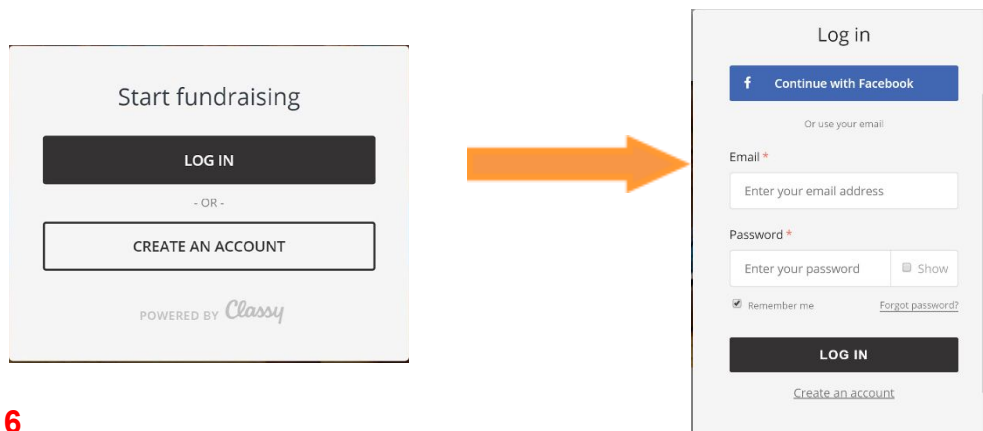 Start fundraising
LOG IN
- OR -
CREATE AN ACCOUNT
POWERED BY Classy
6
Log in
f Continue with Facebook
Or use your email
Email *
Enter your email address
Password *
Enter your password Show
Remember me Forgot password?
LOG IN
Create an account